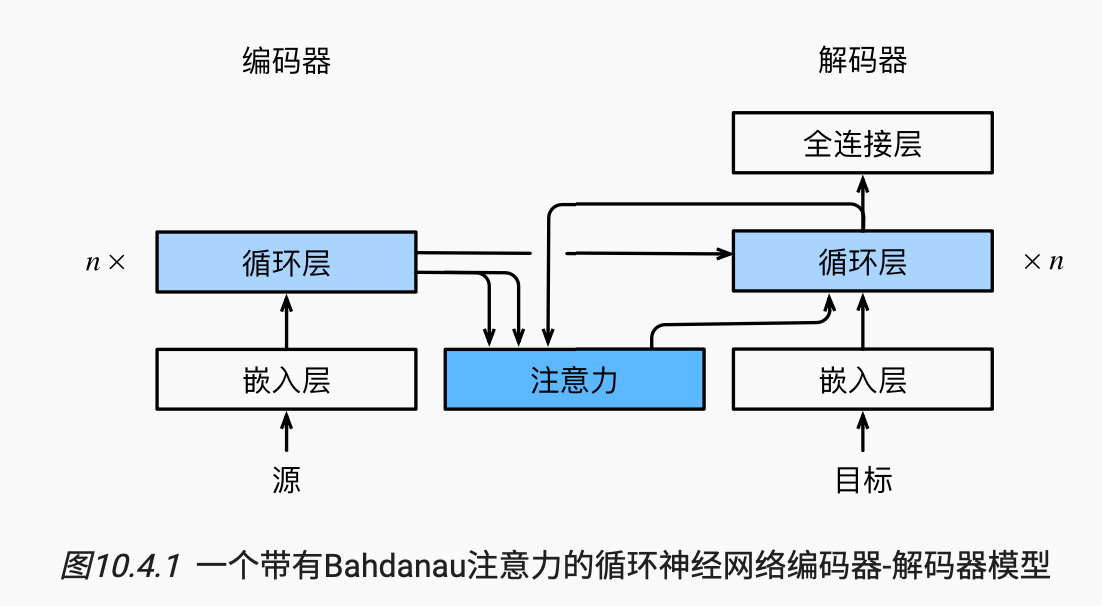 编码器
解码器
全连接层
n ×
循环层
循环层
× n
嵌入层
注意力
嵌入层
源
目标
图10.4.1 一个带有Bahdanau注意力的循环神经网络编码器-解码器模型